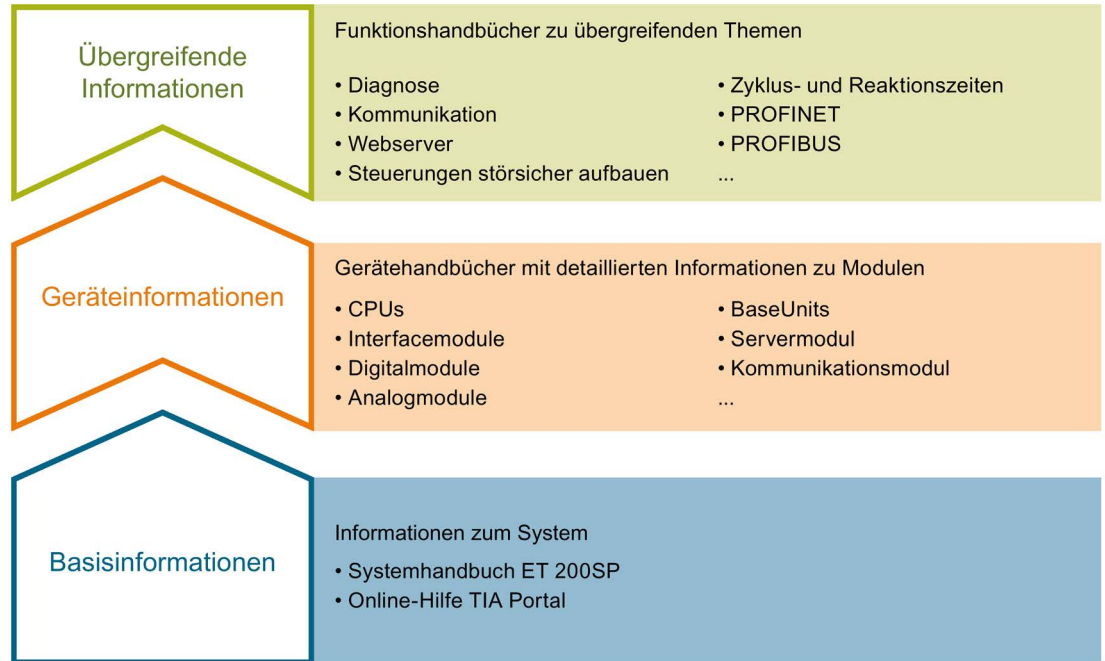 Übergreifende
Informationen
Funktionshandbücher zu übergreifenden Themen
• Diagnose
• Kommunikation
• Webserver
• Steuerungen störsicher aufbauen
• Zyklus- und Reaktionszeiten
• PROFINET
• PROFIBUS
...
Geräteinformationen
Gerätehandbücher mit detaillierten Informationen zu Modulen
• CPUs
• Interfacemodule
• Digitalmodule
• Analogmodule
• BaseUnits
• Servermodul
• Kommunikationsmodul
...
Basisinformationen
Informationen zum System
• Systemhandbuch ET 200SP
• Online-Hilfe TIA Portal